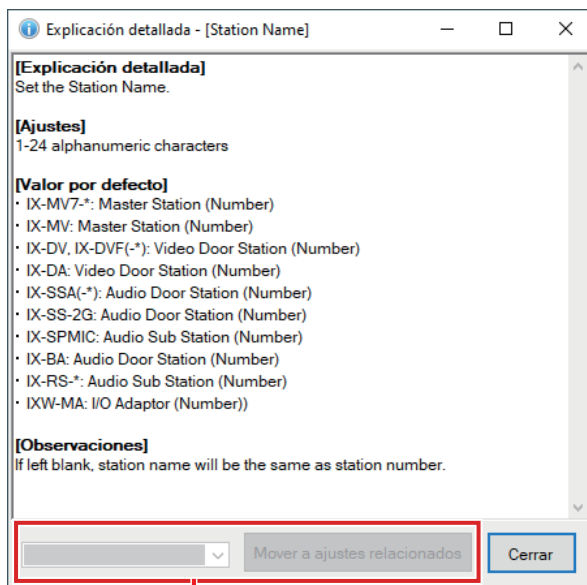 Explicación detallada - [Station Name]
[Explicación detallada]
Set the Station Name.
[Ajustes]
1-24 alphanumeric characters
[Valor por defecto]
・IX-MV7-*: Master Station (Number)
・IX-MV: Master Station (Number)
・IX-DV, IX-DVF(-*): Video Door Station (Number)
・IX-DA: Video Door Station (Number)
・IX-SSA(-*): Audio Door Station (Number)
・IX-SS-2G: Audio Door Station (Number)
・IX-SPMIC: Audio Sub Station (Number)
・IX-BA: Audio Door Station (Number)
・IX-RS-*: Audio Sub Station (Number)
・IXW-MA: I/O Adaptor (Number))
[Observaciones]
If left blank, station name will be the same as station number.
Mover a ajustes relacionados
Cerrar